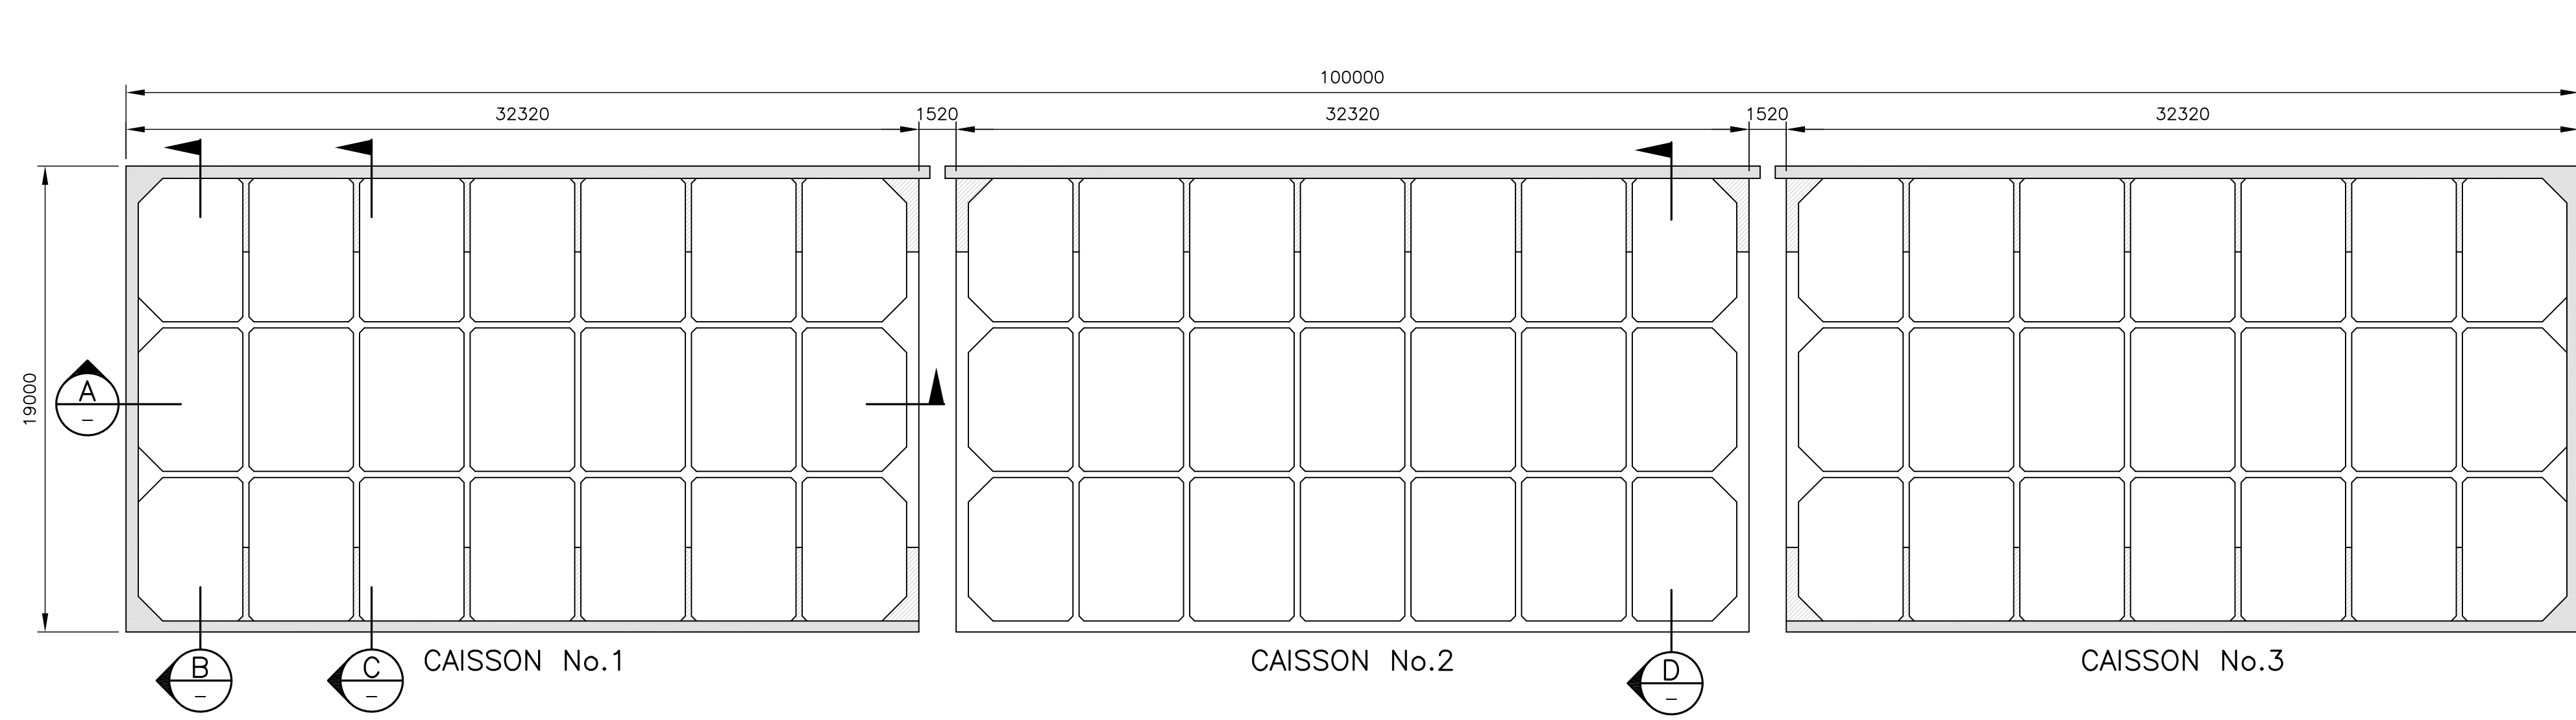 100000
32320 1520 32320 1520 32320
19000
A
–
B
–
C
–
D
–
CAISSON No.1
CAISSON No.2
CAISSON No.3